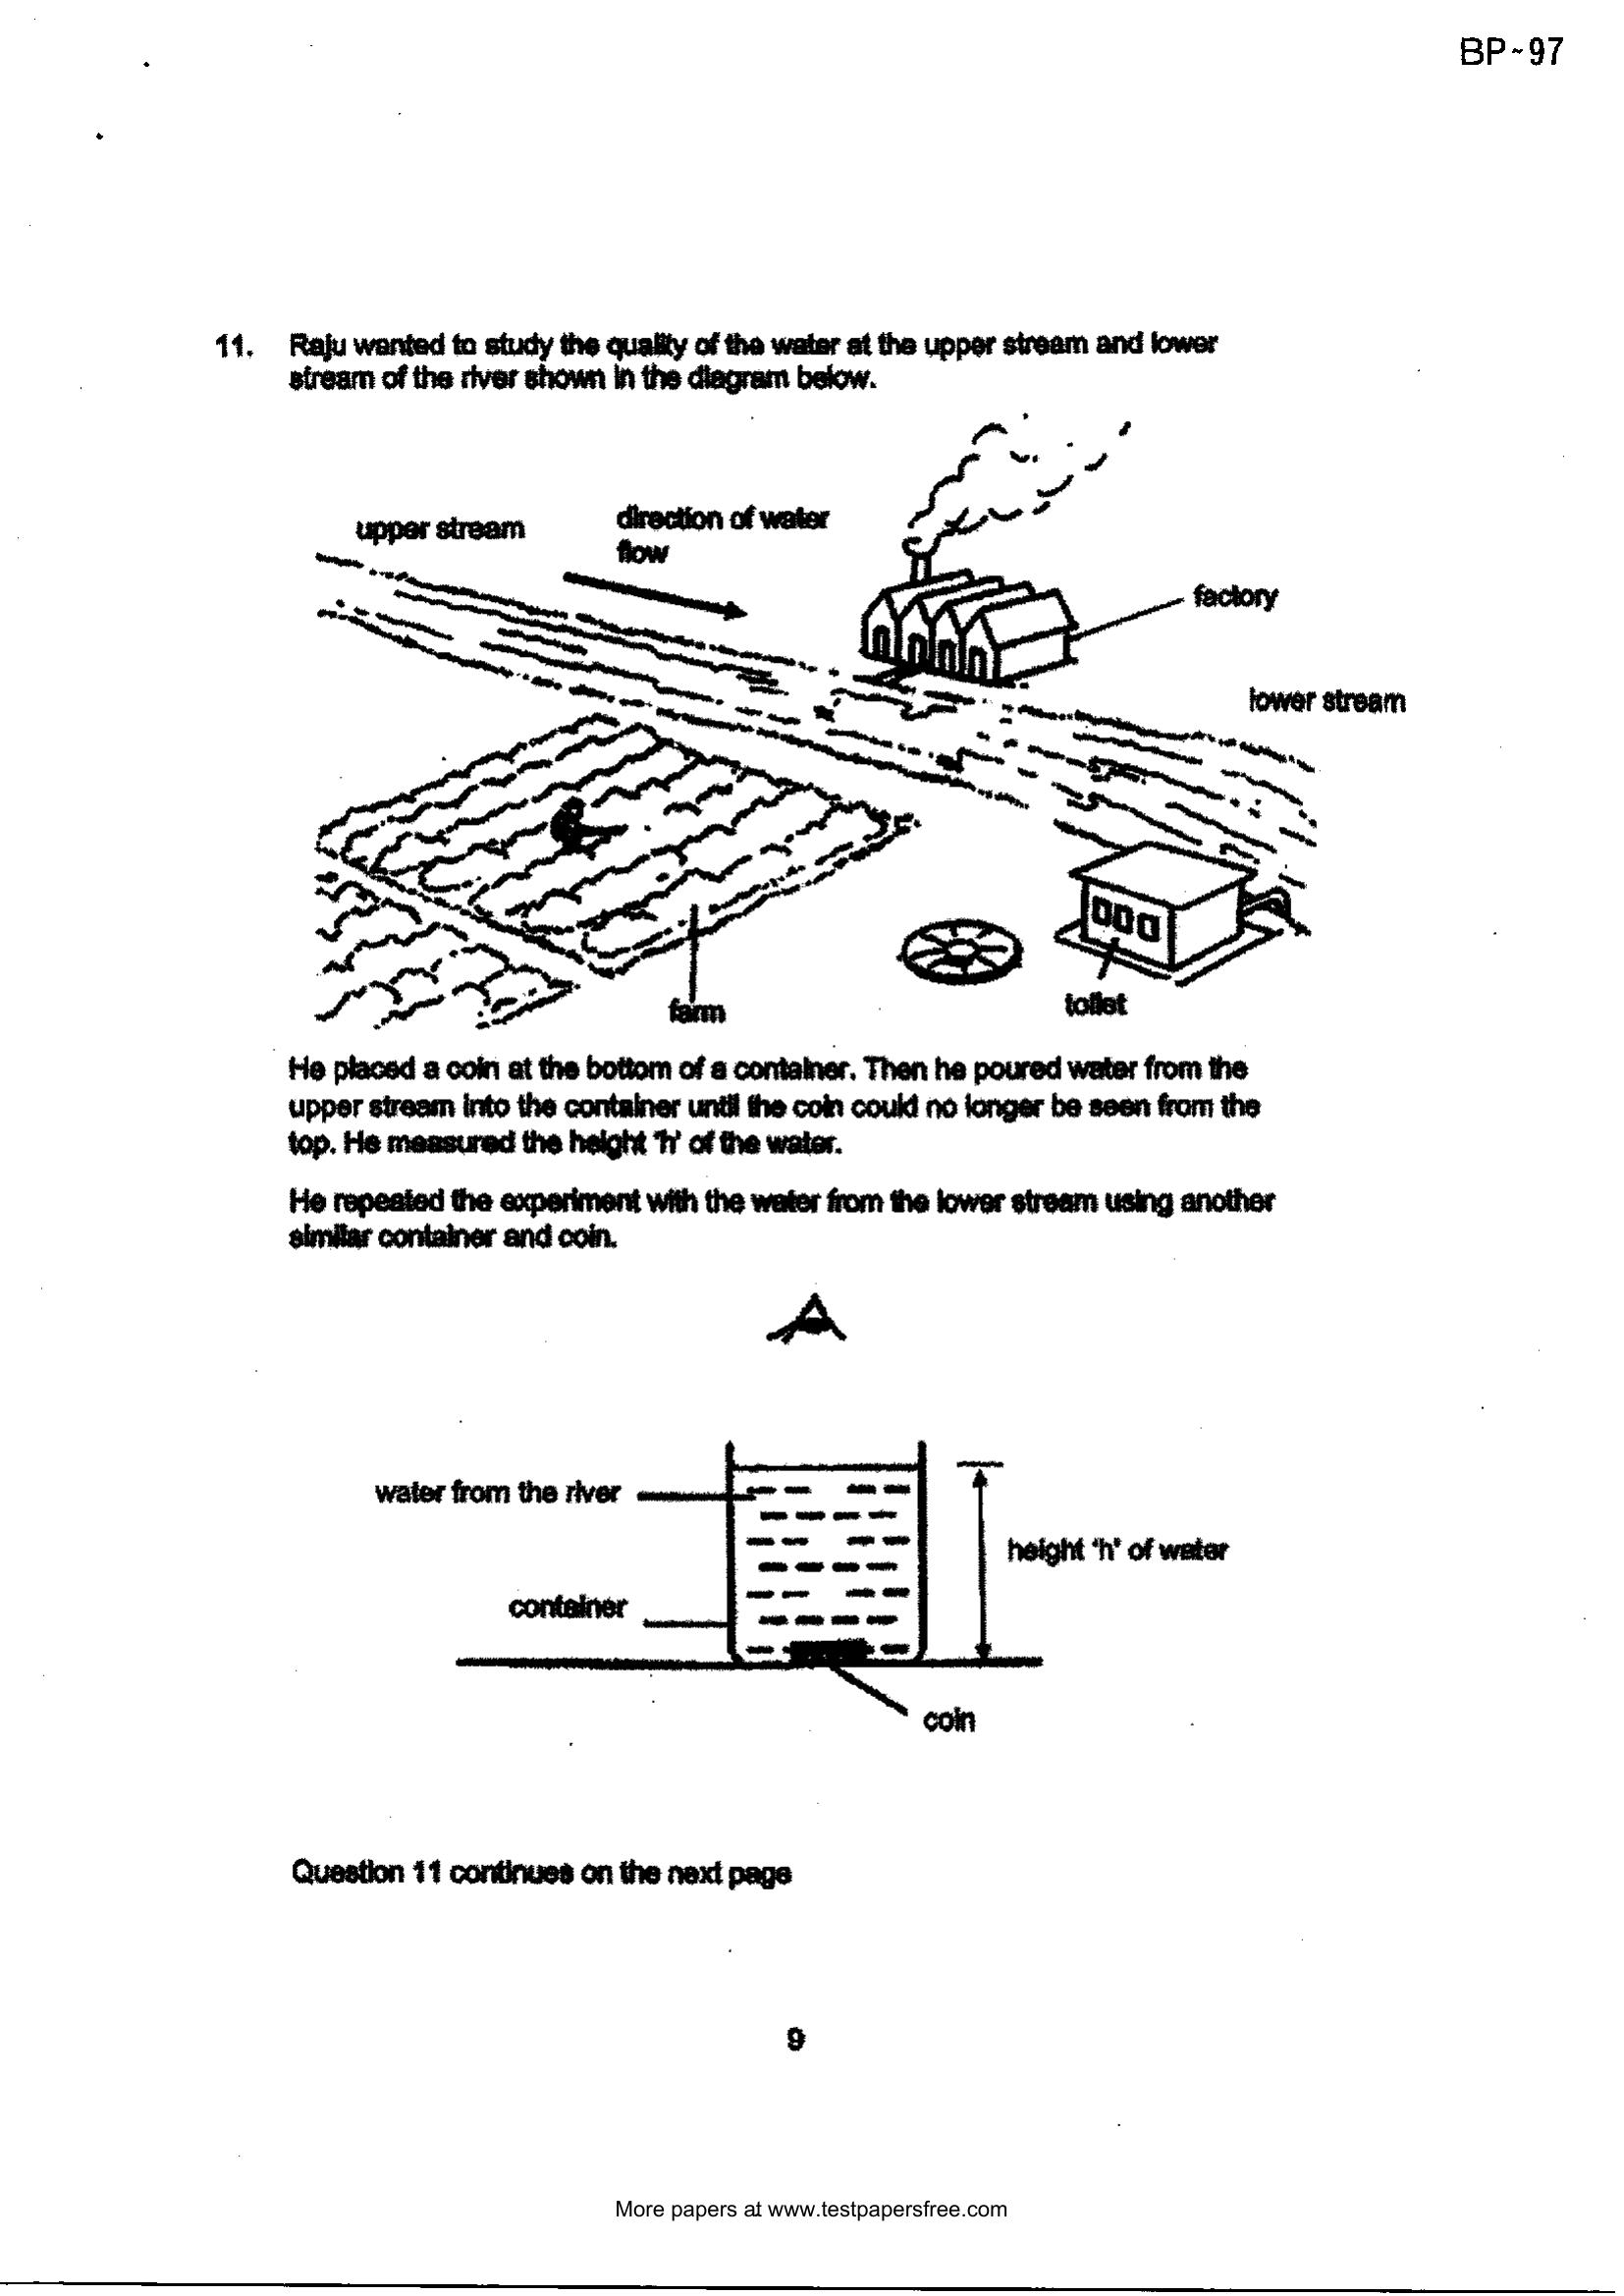 BP-97
11. Raju wanted to study the quality of the water at the upper stream and lower
stream of the river shown in the diagram below.
upper stream
direction of water
flow
factory
lower stream
farm
toilet
He placed a coin at the bottom of a container. Then he poured water from the
upper stream into the container until the coin could no longer be seen from the
top. He measured the height 'h' of the water.
He repeated the experiment with the water from the lower stream using another
similar container and coin.
water from the river
height 'h' of water
container
coin
Question 11 continues on the next page
9
More papers at www.testpapersfree.com